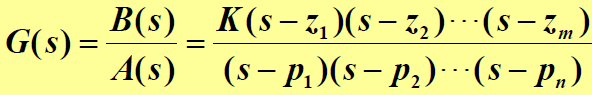 G(s) = B(s)/A(s) = K(s − z₁)(s − z₂)⋯(s − zₘ)/(s − p₁)(s − p₂)⋯(s − pₙ)